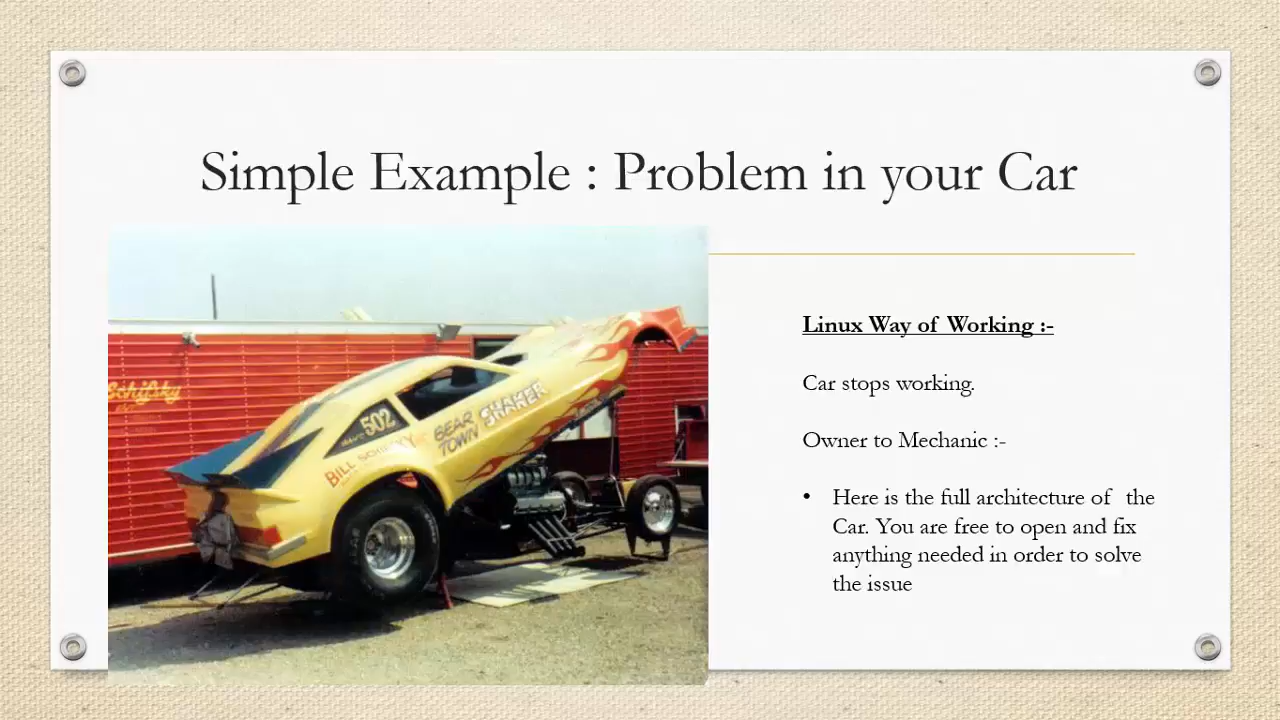 Simple Example : Problem in your Car
Linux Way of Working :-
Car stops working.
Owner to Mechanic :-
• Here is the full architecture of the
Car. You are free to open and fix
anything needed in order to solve
the issue
Schifsky
502
BEAR
TOWN
SHAKER
BILL